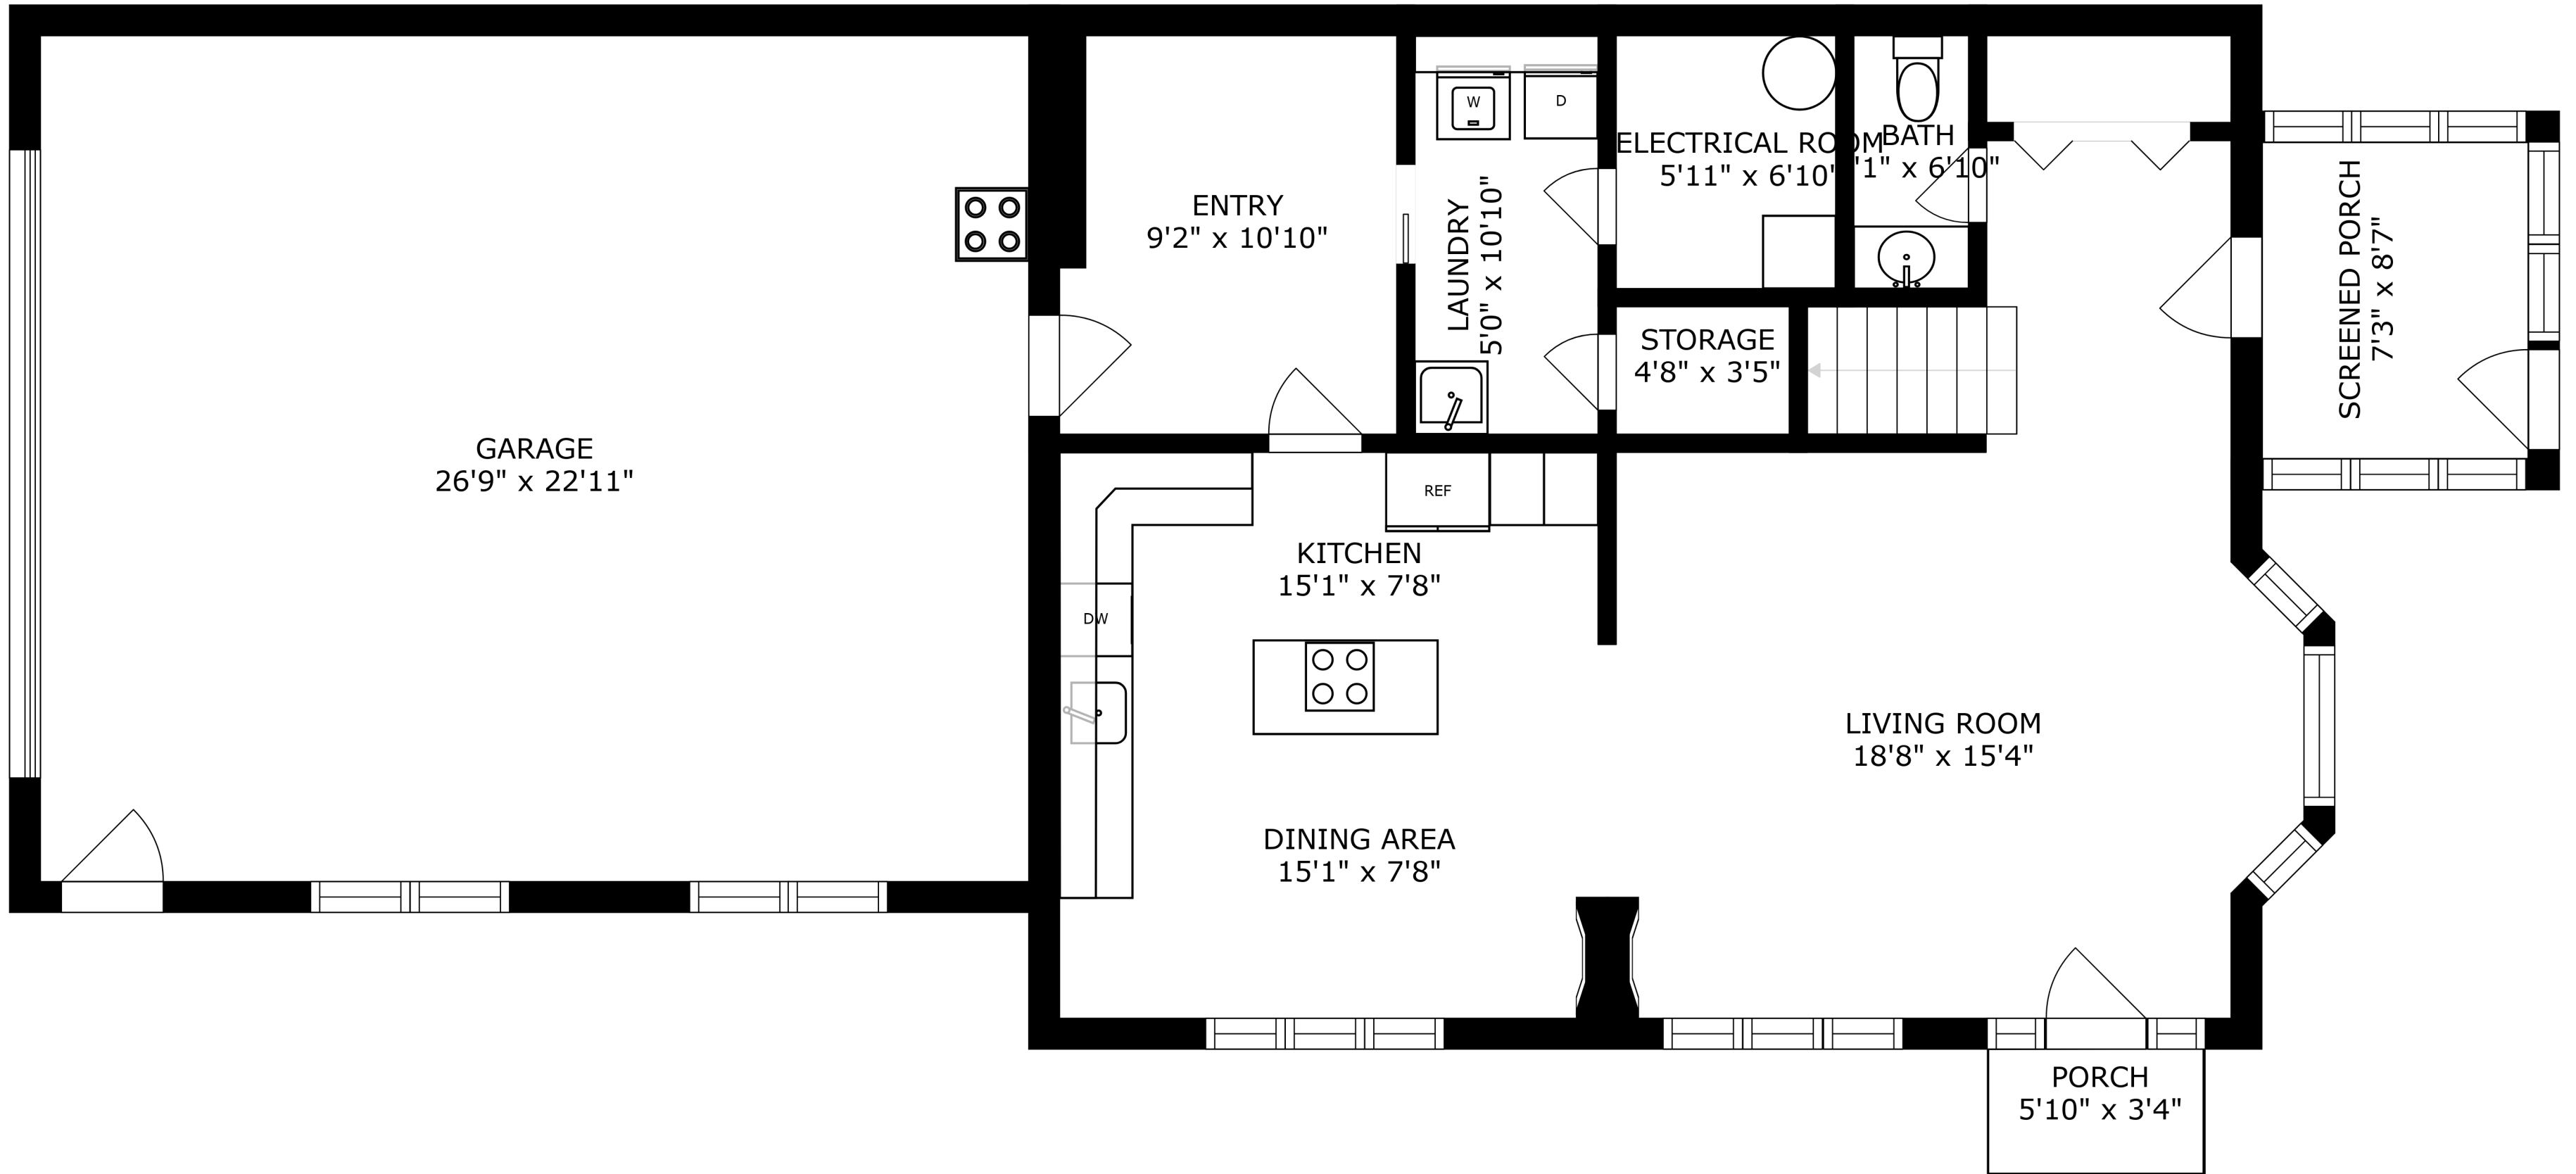 W
D
ELECTRICAL ROOM
5'11" x 6'10"
BATH
'1" x 6'10"
ENTRY
9'2" x 10'10"
LAUNDRY
5'0" x 10'10"
SCREENED PORCH
7'3" x 8'7"
STORAGE
4'8" x 3'5"
GARAGE
26'9" x 22'11"
REF
KITCHEN
15'1" x 7'8"
DW
LIVING ROOM
18'8" x 15'4"
DINING AREA
15'1" x 7'8"
PORCH
5'10" x 3'4"